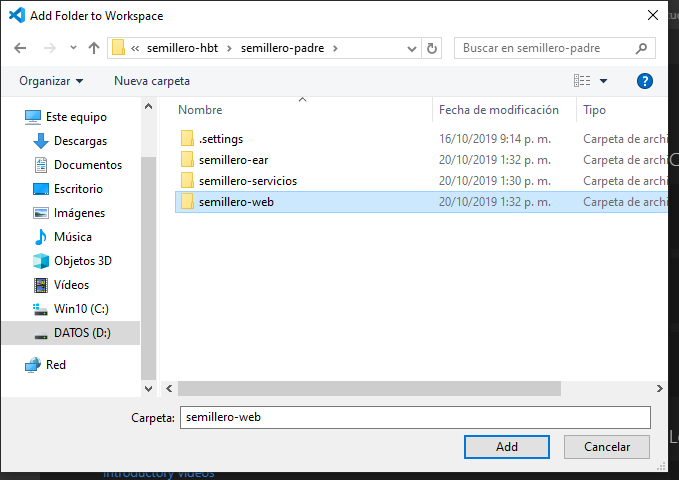 Add Folder to Workspace
« semillero-hbt › semillero-padre ›
Buscar en semillero-padre
Organizar
Nueva carpeta
?
Nombre
Fecha de modificación
Tipo
Este equipo
Descargas
Documentos
Escritorio
Imágenes
Música
Objetos 3D
Vídeos
Win10 (C:)
DATOS (D:)
Red
.settings 16/10/2019 9:14 p. m. Carpeta de archi
semillero-ear 20/10/2019 1:32 p. m. Carpeta de archi
semillero-servicios 20/10/2019 1:30 p. m. Carpeta de archi
semillero-web 20/10/2019 1:32 p. m. Carpeta de archi
Carpeta: semillero-web
Add
Cancelar
introductory videos